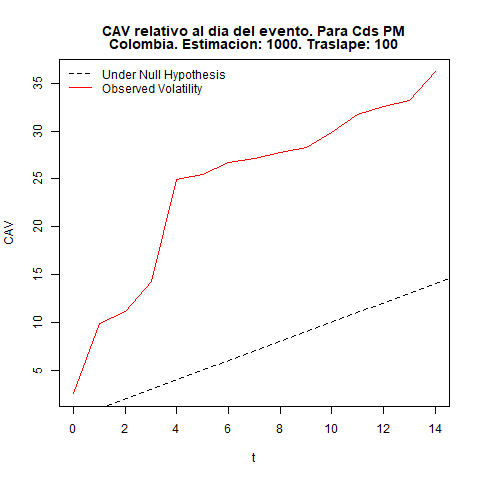 CAV relativo al dia del evento. Para Cds PM
Colombia. Estimacion: 1000. Traslape: 100
Under Null Hypothesis
Observed Volatility
35
30
25
20
15
10
5
CAV
0 2 4 6 8 10 12 14
t